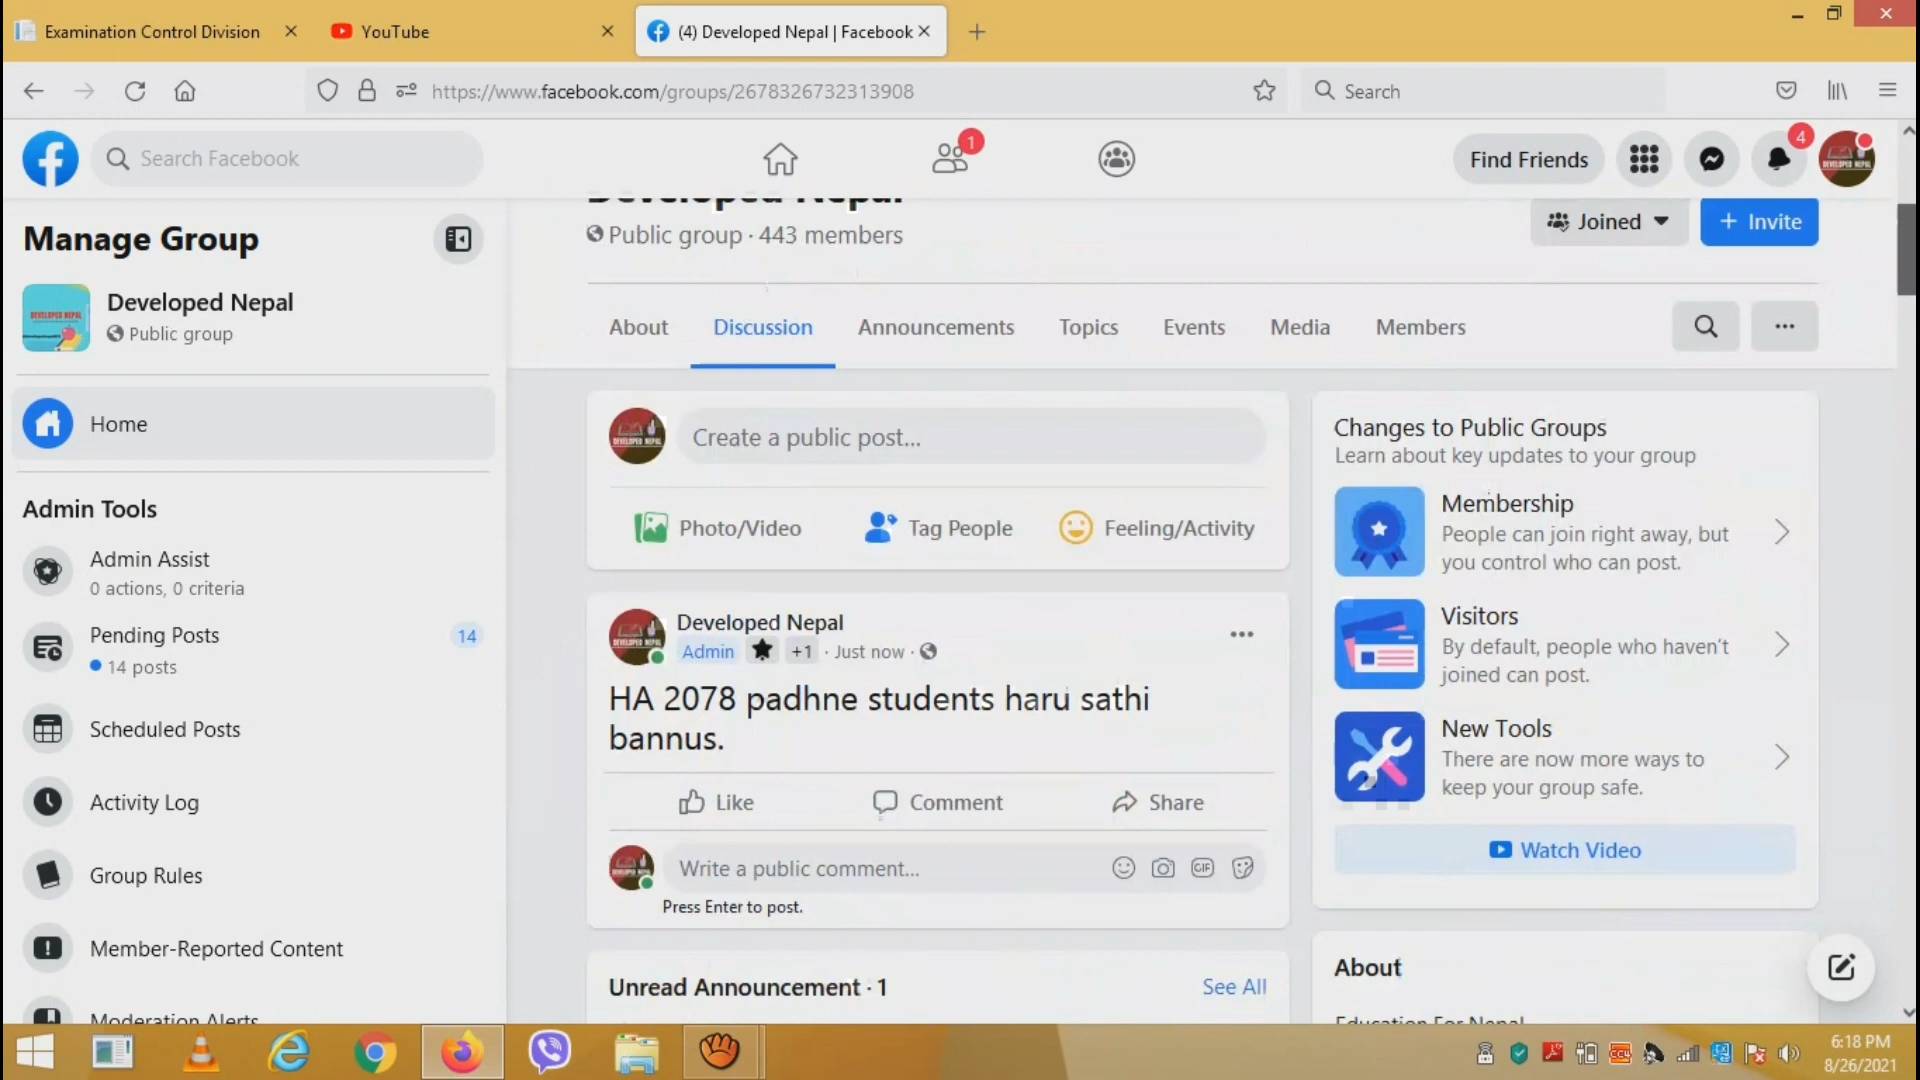 Examination Control Division
YouTube
(4) Developed Nepal | Facebook
https://www.facebook.com/groups/2678326732313908
Search
Search Facebook
1
Find Friends
4
Manage Group
Developed Nepal
Public group
Home
Admin Tools
Admin Assist
0 actions, 0 criteria
Pending Posts
14
14 posts
Scheduled Posts
Activity Log
Group Rules
Member-Reported Content
Moderation Alerts
Developed Nepal
Public group · 443 members
Joined
+ Invite
About
Discussion
Announcements
Topics
Events
Media
Members
Create a public post...
Photo/Video
Tag People
Feeling/Activity
Developed Nepal
Admin +1 · Just now ·
HA 2078 padhne students haru sathi
bannus.
Like
Comment
Share
Write a public comment...
GIF
Press Enter to post.
Unread Announcement · 1
See All
Changes to Public Groups
Learn about key updates to your group
Membership
People can join right away, but
you control who can post.
Visitors
By default, people who haven't
joined can post.
New Tools
There are now more ways to
keep your group safe.
Watch Video
About
Education For Nepal
6:18 PM
8/26/2021